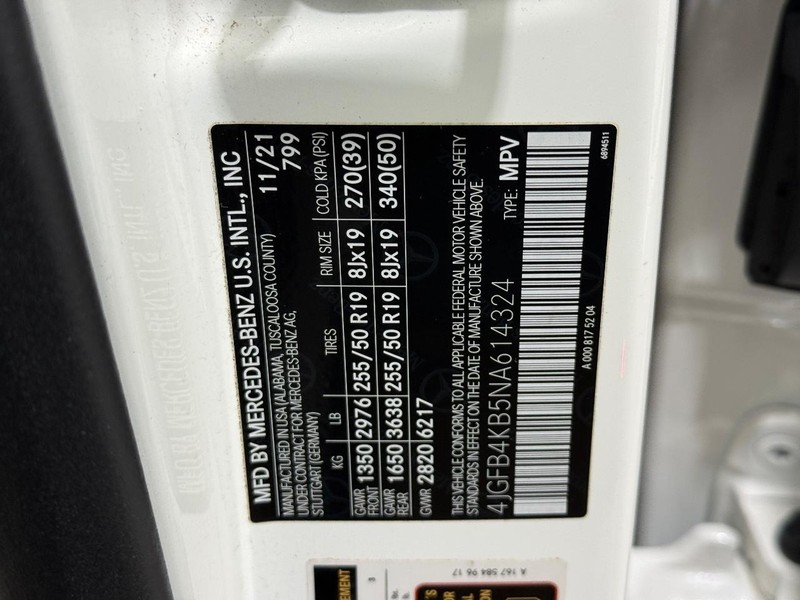 MFD BY MERCEDES-BENZ U.S. INTL., INC
MANUFACTURED IN USA (ALABAMA, TUSCALOOSA COUNTY) 11/21
UNDER CONTRACT FOR MERCEDES-BENZ AG, 799
STUTTGART (GERMANY)
KG LB TIRES RIM SIZE COLD KPA (PSI)
GAWR FRONT 1350 2976 255/50 R19 8Jx19 270(39)
GAWR REAR 1650 3638 255/50 R19 8Jx19 340(50)
GVWR 2820 6217
THIS VEHICLE CONFORMS TO ALL APPLICABLE FEDERAL MOTOR VEHICLE SAFETY
STANDARDS IN EFFECT ON THE DATE OF MANUFACTURE SHOWN ABOVE.
4JGFB4KB5NA614324 TYPE: MPV
A 000 817 52 04
6894511
A 167 584 96 17